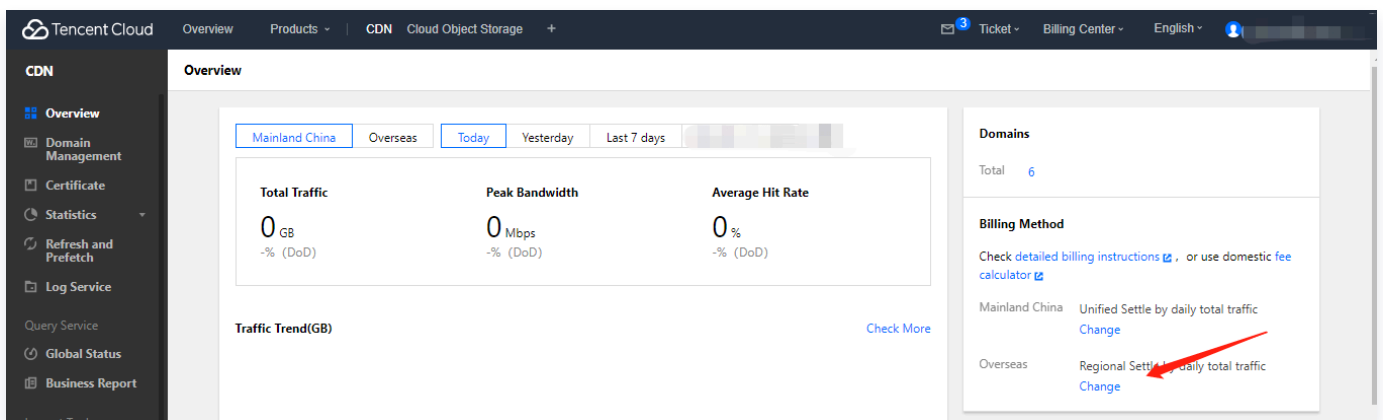 Tencent Cloud Overview Products CDN Cloud Object Storage + 3 Ticket Billing Center English
CDN
Overview
Domain
Management
Certificate
Statistics
Refresh and
Prefetch
Log Service
Query Service
Global Status
Business Report
Overview
Mainland China Overseas Today Yesterday Last 7 days
Total Traffic Peak Bandwidth Average Hit Rate
0 GB 0 Mbps 0 %
-% (DoD) -% (DoD) -% (DoD)
Traffic Trend(GB) Check More
Domains
Total 6
Billing Method
Check detailed billing instructions , or use domestic fee
calculator
Mainland China Unified Settle by daily total traffic
Change
Overseas Regional Settle by daily total traffic
Change